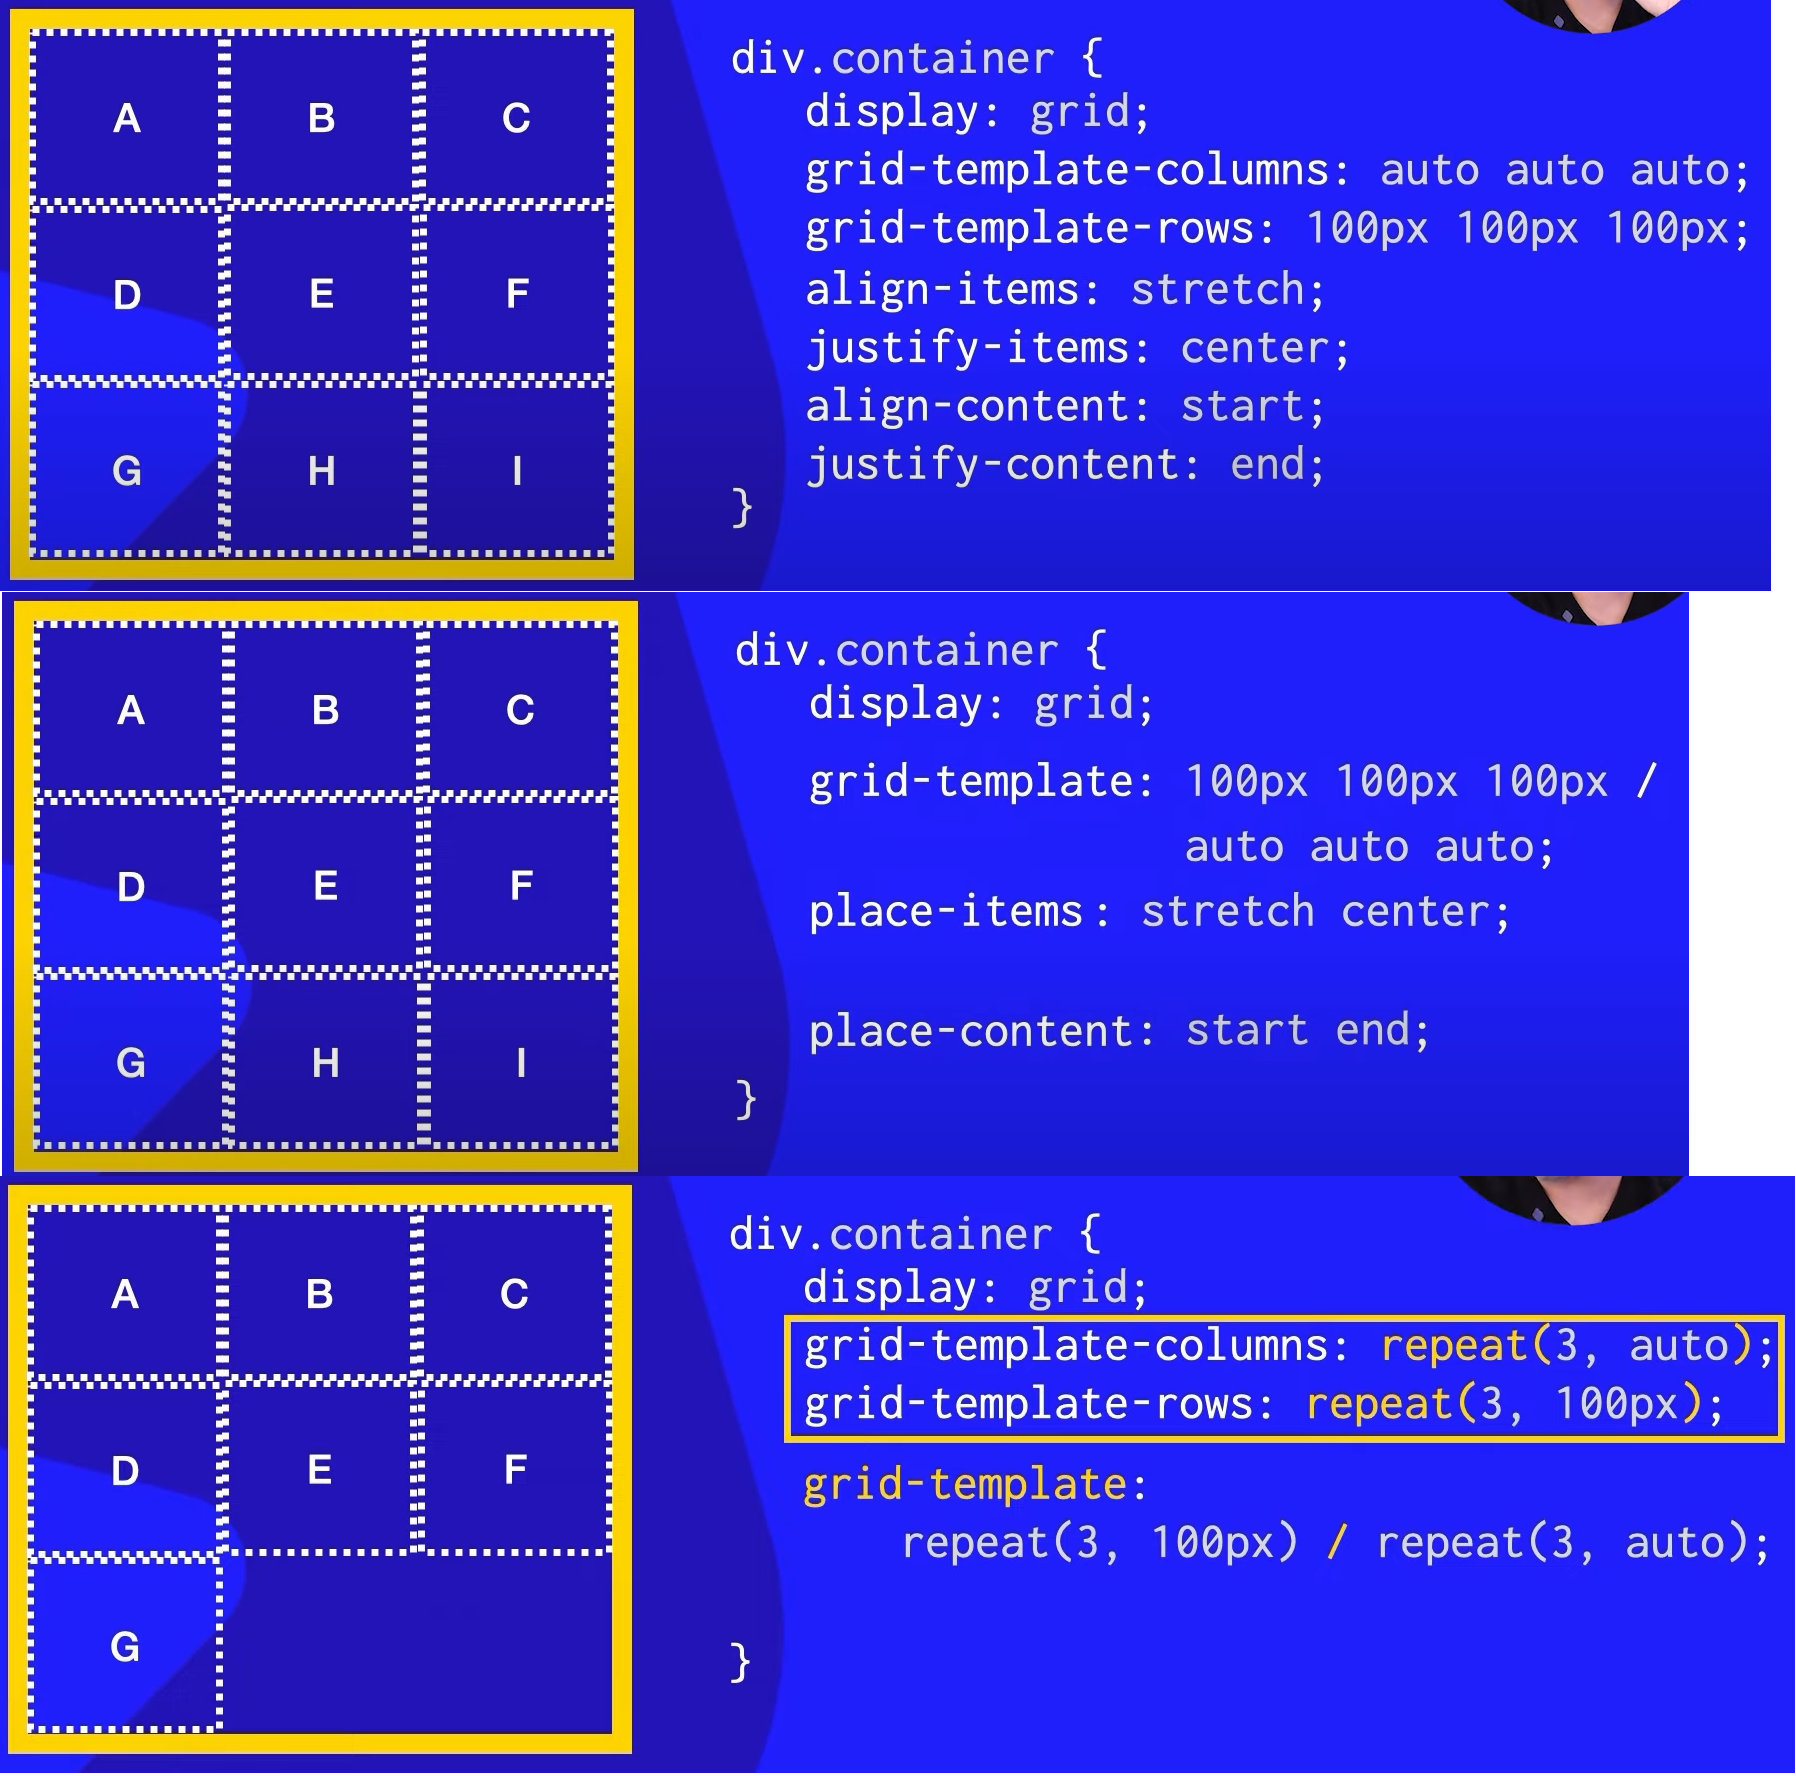 A B C
D E F
G H I
div.container {
display: grid;
grid-template-columns: auto auto auto;
grid-template-rows: 100px 100px 100px;
align-items: stretch;
justify-items: center;
align-content: start;
justify-content: end;
}
A B C
D E F
G H I
div.container {
display: grid;
grid-template: 100px 100px 100px /
auto auto auto;
place-items: stretch center;
place-content: start end;
}
A B C
D E F
G
div.container {
display: grid;
grid-template-columns: repeat(3, auto);
grid-template-rows: repeat(3, 100px);
grid-template:
repeat(3, 100px) / repeat(3, auto);
}